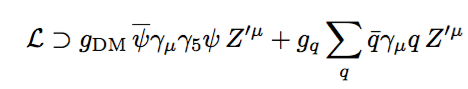 ℒ ⊃ g_DM ψ̅γ_μγ_5ψ Z′^μ + g_q ∑_q q̄γ_μq Z′^μ